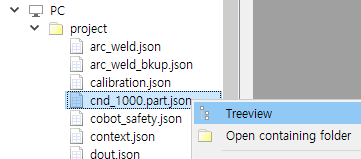 PC
project
arc_weld.json
arc_weld_bkup.json
calibration.json
cnd_1000.part.json
Treeview
cobot_safety.json
Open containing folder
context.json
dout.json